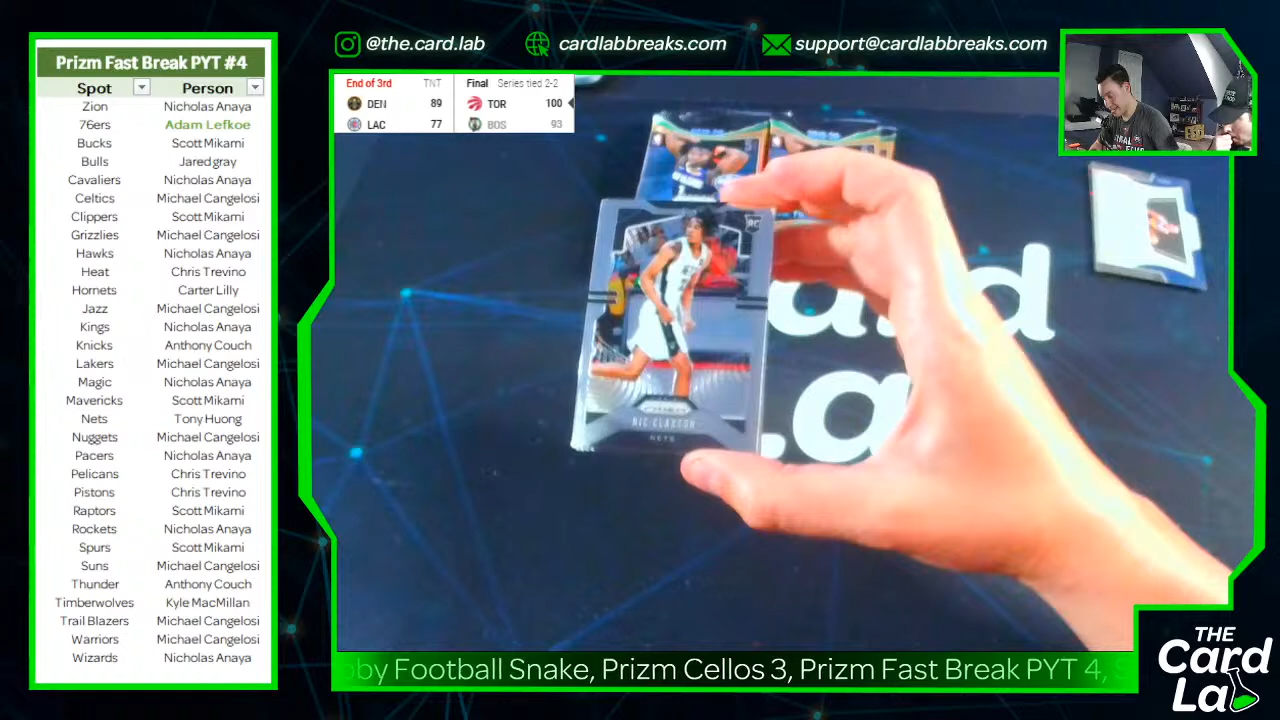 @the.card.lab
cardlabbreaks.com
support@cardlabbreaks.com
Prizm Fast Break PYT #4
Spot Person
Zion Nicholas Anaya
76ers Adam Lefkoe
Bucks Scott Mikami
Bulls Jared gray
Cavaliers Nicholas Anaya
Celtics Michael Cangelosi
Clippers Scott Mikami
Grizzlies Michael Cangelosi
Hawks Nicholas Anaya
Heat Chris Trevino
Hornets Carter Lilly
Jazz Michael Cangelosi
Kings Nicholas Anaya
Knicks Anthony Couch
Lakers Michael Cangelosi
Magic Nicholas Anaya
Mavericks Scott Mikami
Nets Tony Huong
Nuggets Michael Cangelosi
Pacers Nicholas Anaya
Pelicans Chris Trevino
Pistons Chris Trevino
Raptors Scott Mikami
Rockets Nicholas Anaya
Spurs Scott Mikami
Suns Michael Cangelosi
Thunder Anthony Couch
Timberwolves Kyle MacMillan
Trail Blazers Michael Cangelosi
Warriors Michael Cangelosi
Wizards Nicholas Anaya
End of 3rd TNT
DEN 89
LAC 77
Final Series tied 2-2
TOR 100
BOS 93
RC
PRIZM
NIC CLAXTON
NETS
by Football Snake, Prizm Cellos 3, Prizm Fast Break PYT 4, S
THE
Card
La